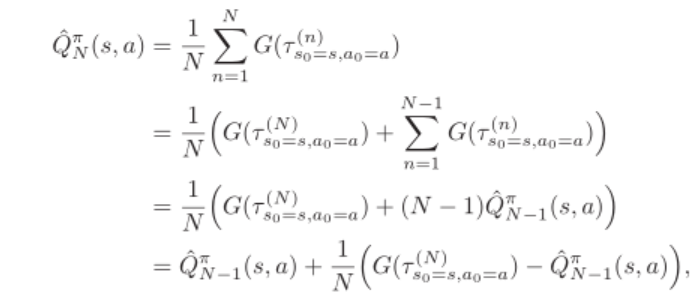 $\hat{Q}^{\pi}_{N}(s,a) = \frac{1}{N}\sum_{n=1}^{N} G(\tau^{(n)}_{s_0=s,a_0=a})$
$= \frac{1}{N}\Big(G(\tau^{(N)}_{s_0=s,a_0=a}) + \sum_{n=1}^{N-1} G(\tau^{(n)}_{s_0=s,a_0=a})\Big)$
$= \frac{1}{N}\Big(G(\tau^{(N)}_{s_0=s,a_0=a}) + (N-1)\hat{Q}^{\pi}_{N-1}(s,a)\Big)$
$= \hat{Q}^{\pi}_{N-1}(s,a) + \frac{1}{N}\Big(G(\tau^{(N)}_{s_0=s,a_0=a}) - \hat{Q}^{\pi}_{N-1}(s,a)\Big),$